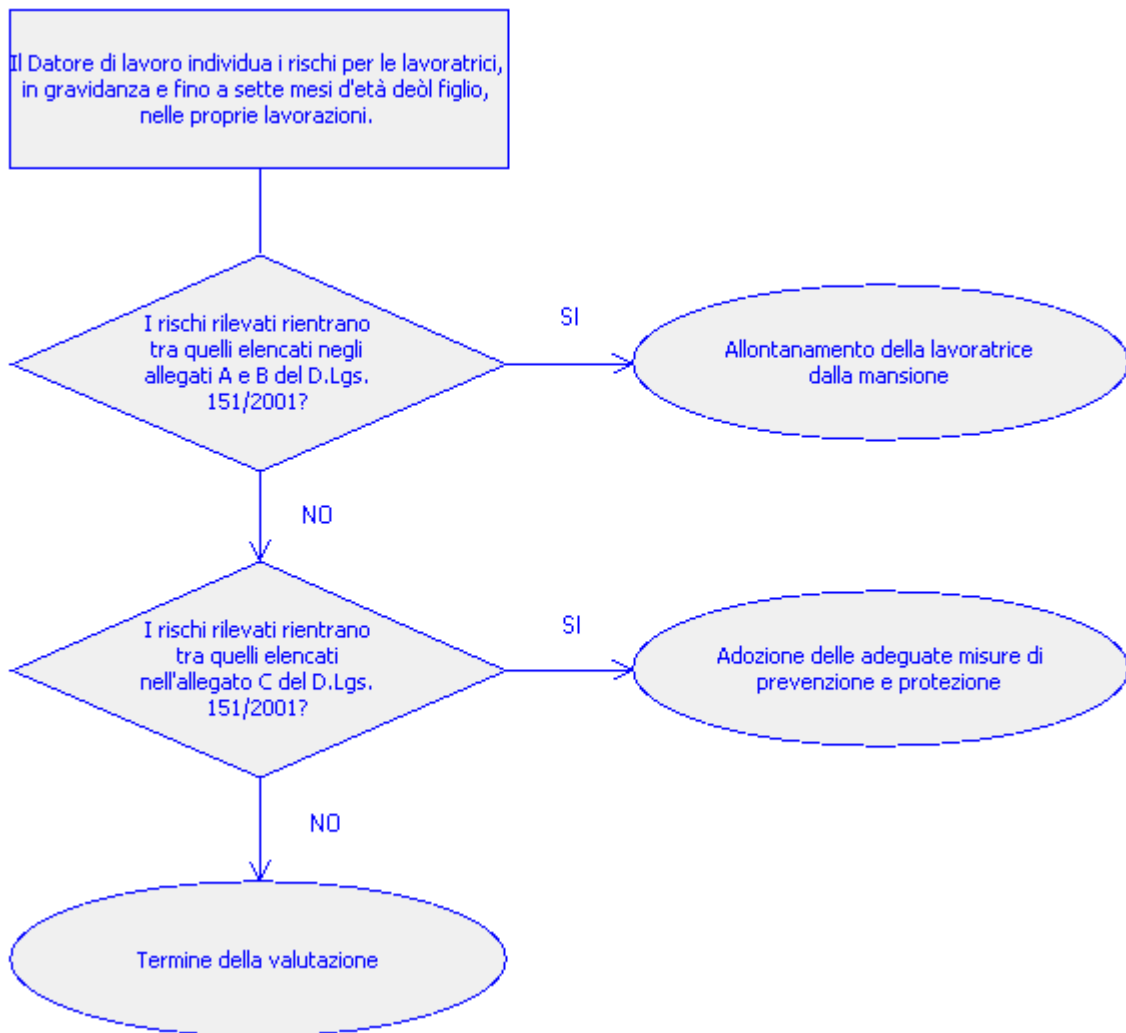 Il Datore di lavoro individua i rischi per le lavoratrici,
in gravidanza e fino a sette mesi d'età deòl figlio,
nelle proprie lavorazioni.
I rischi rilevati rientrano
tra quelli elencati negli
allegati A e B del D.Lgs.
151/2001?
SI
Allontanamento della lavoratrice
dalla mansione
NO
I rischi rilevati rientrano
tra quelli elencati
nell'allegato C del D.Lgs.
151/2001?
SI
Adozione delle adeguate misure di
prevenzione e protezione
NO
Termine della valutazione